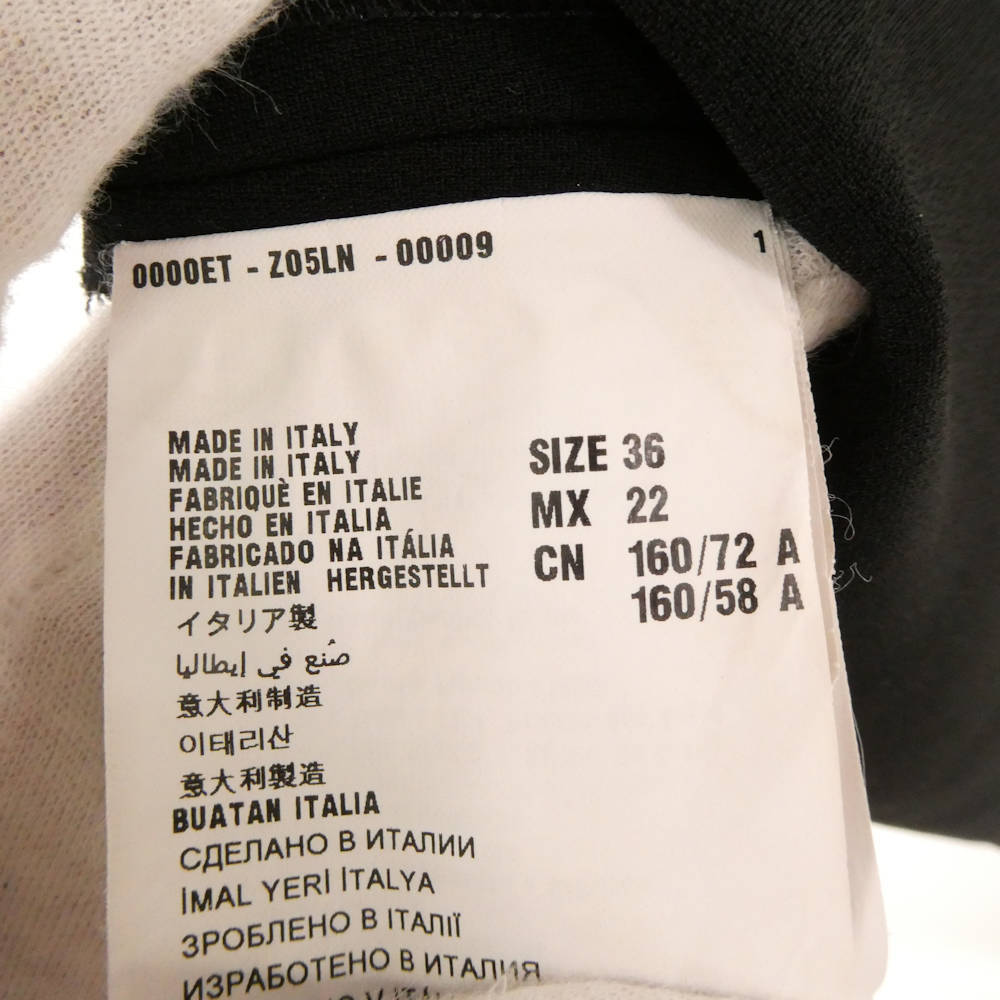 0000ET - Z05LN - 00009
1
MADE IN ITALY
MADE IN ITALY
FABRIQUÈ EN ITALIE
HECHO EN ITALIA
FABRICADO NA ITÁLIA
IN ITALIEN HERGESTELLT
イタリア製
صُنع في إيطاليا
意大利制造
이태리산
意大利製造
BUATAN ITALIA
СДЕЛАНО В ИТАЛИИ
İMAL YERİ İTALYA
ЗРОБЛЕНО В ІТАЛІЇ
ИЗРАБОТЕНО В ИТАЛИЯ
SIZE 36
MX 22
CN 160/72 A
160/58 A